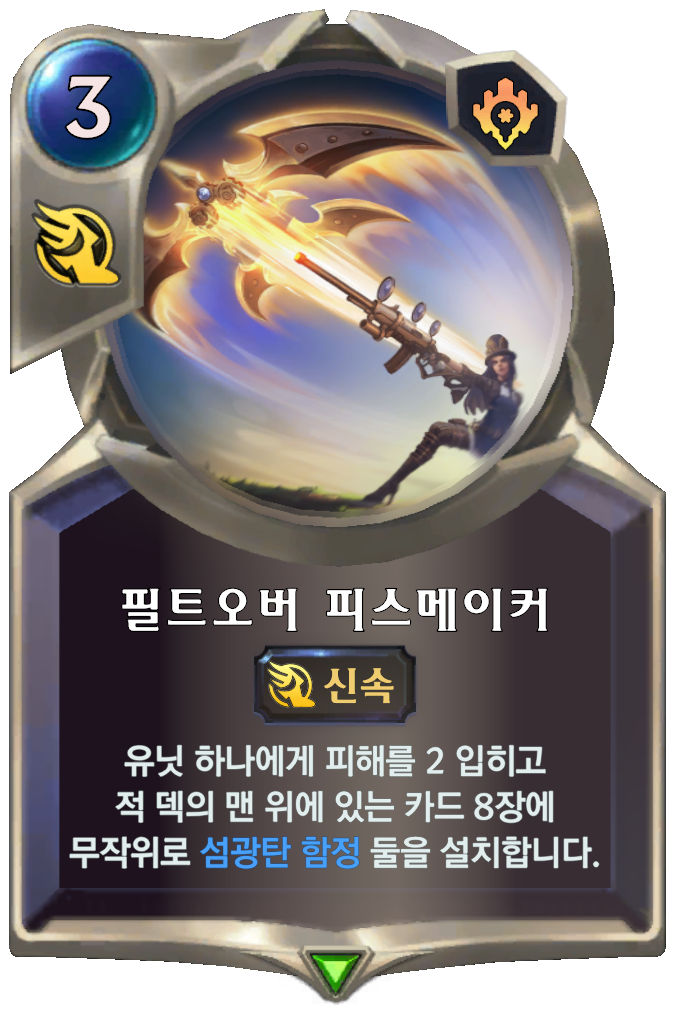 3
필트오버 피스메이커
신속
유닛 하나에게 피해를 2 입히고
적 덱의 맨 위에 있는 카드 8장에
무작위로 섬광탄 함정 둘을 설치합니다.